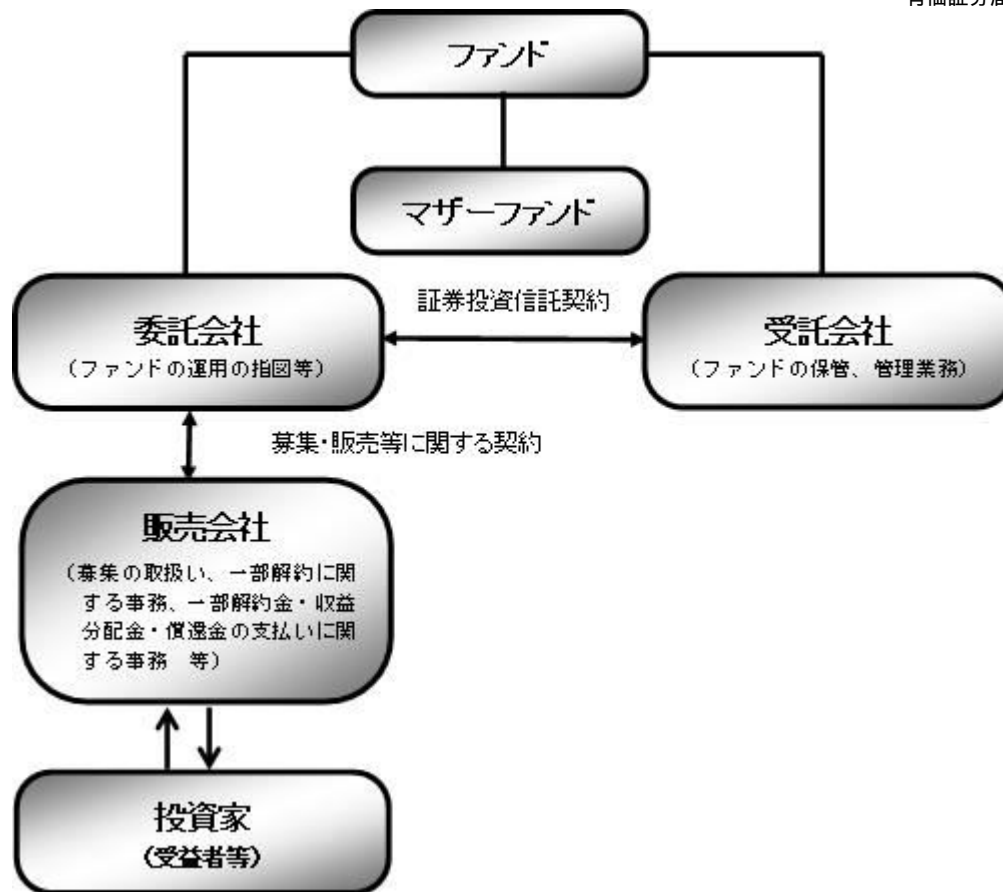 ファンド
マザーファンド
証券投資信託契約
委託会社
（ファンドの運用の指図等）
受託会社
（ファンドの保管、管理業務）
募集・販売等に関する契約
販売会社
（募集の取扱い、一部解約に関
する事務、一部解約金・収益
分配金・償還金の支払いに関
する事務　等）
投資家
（受益者等）